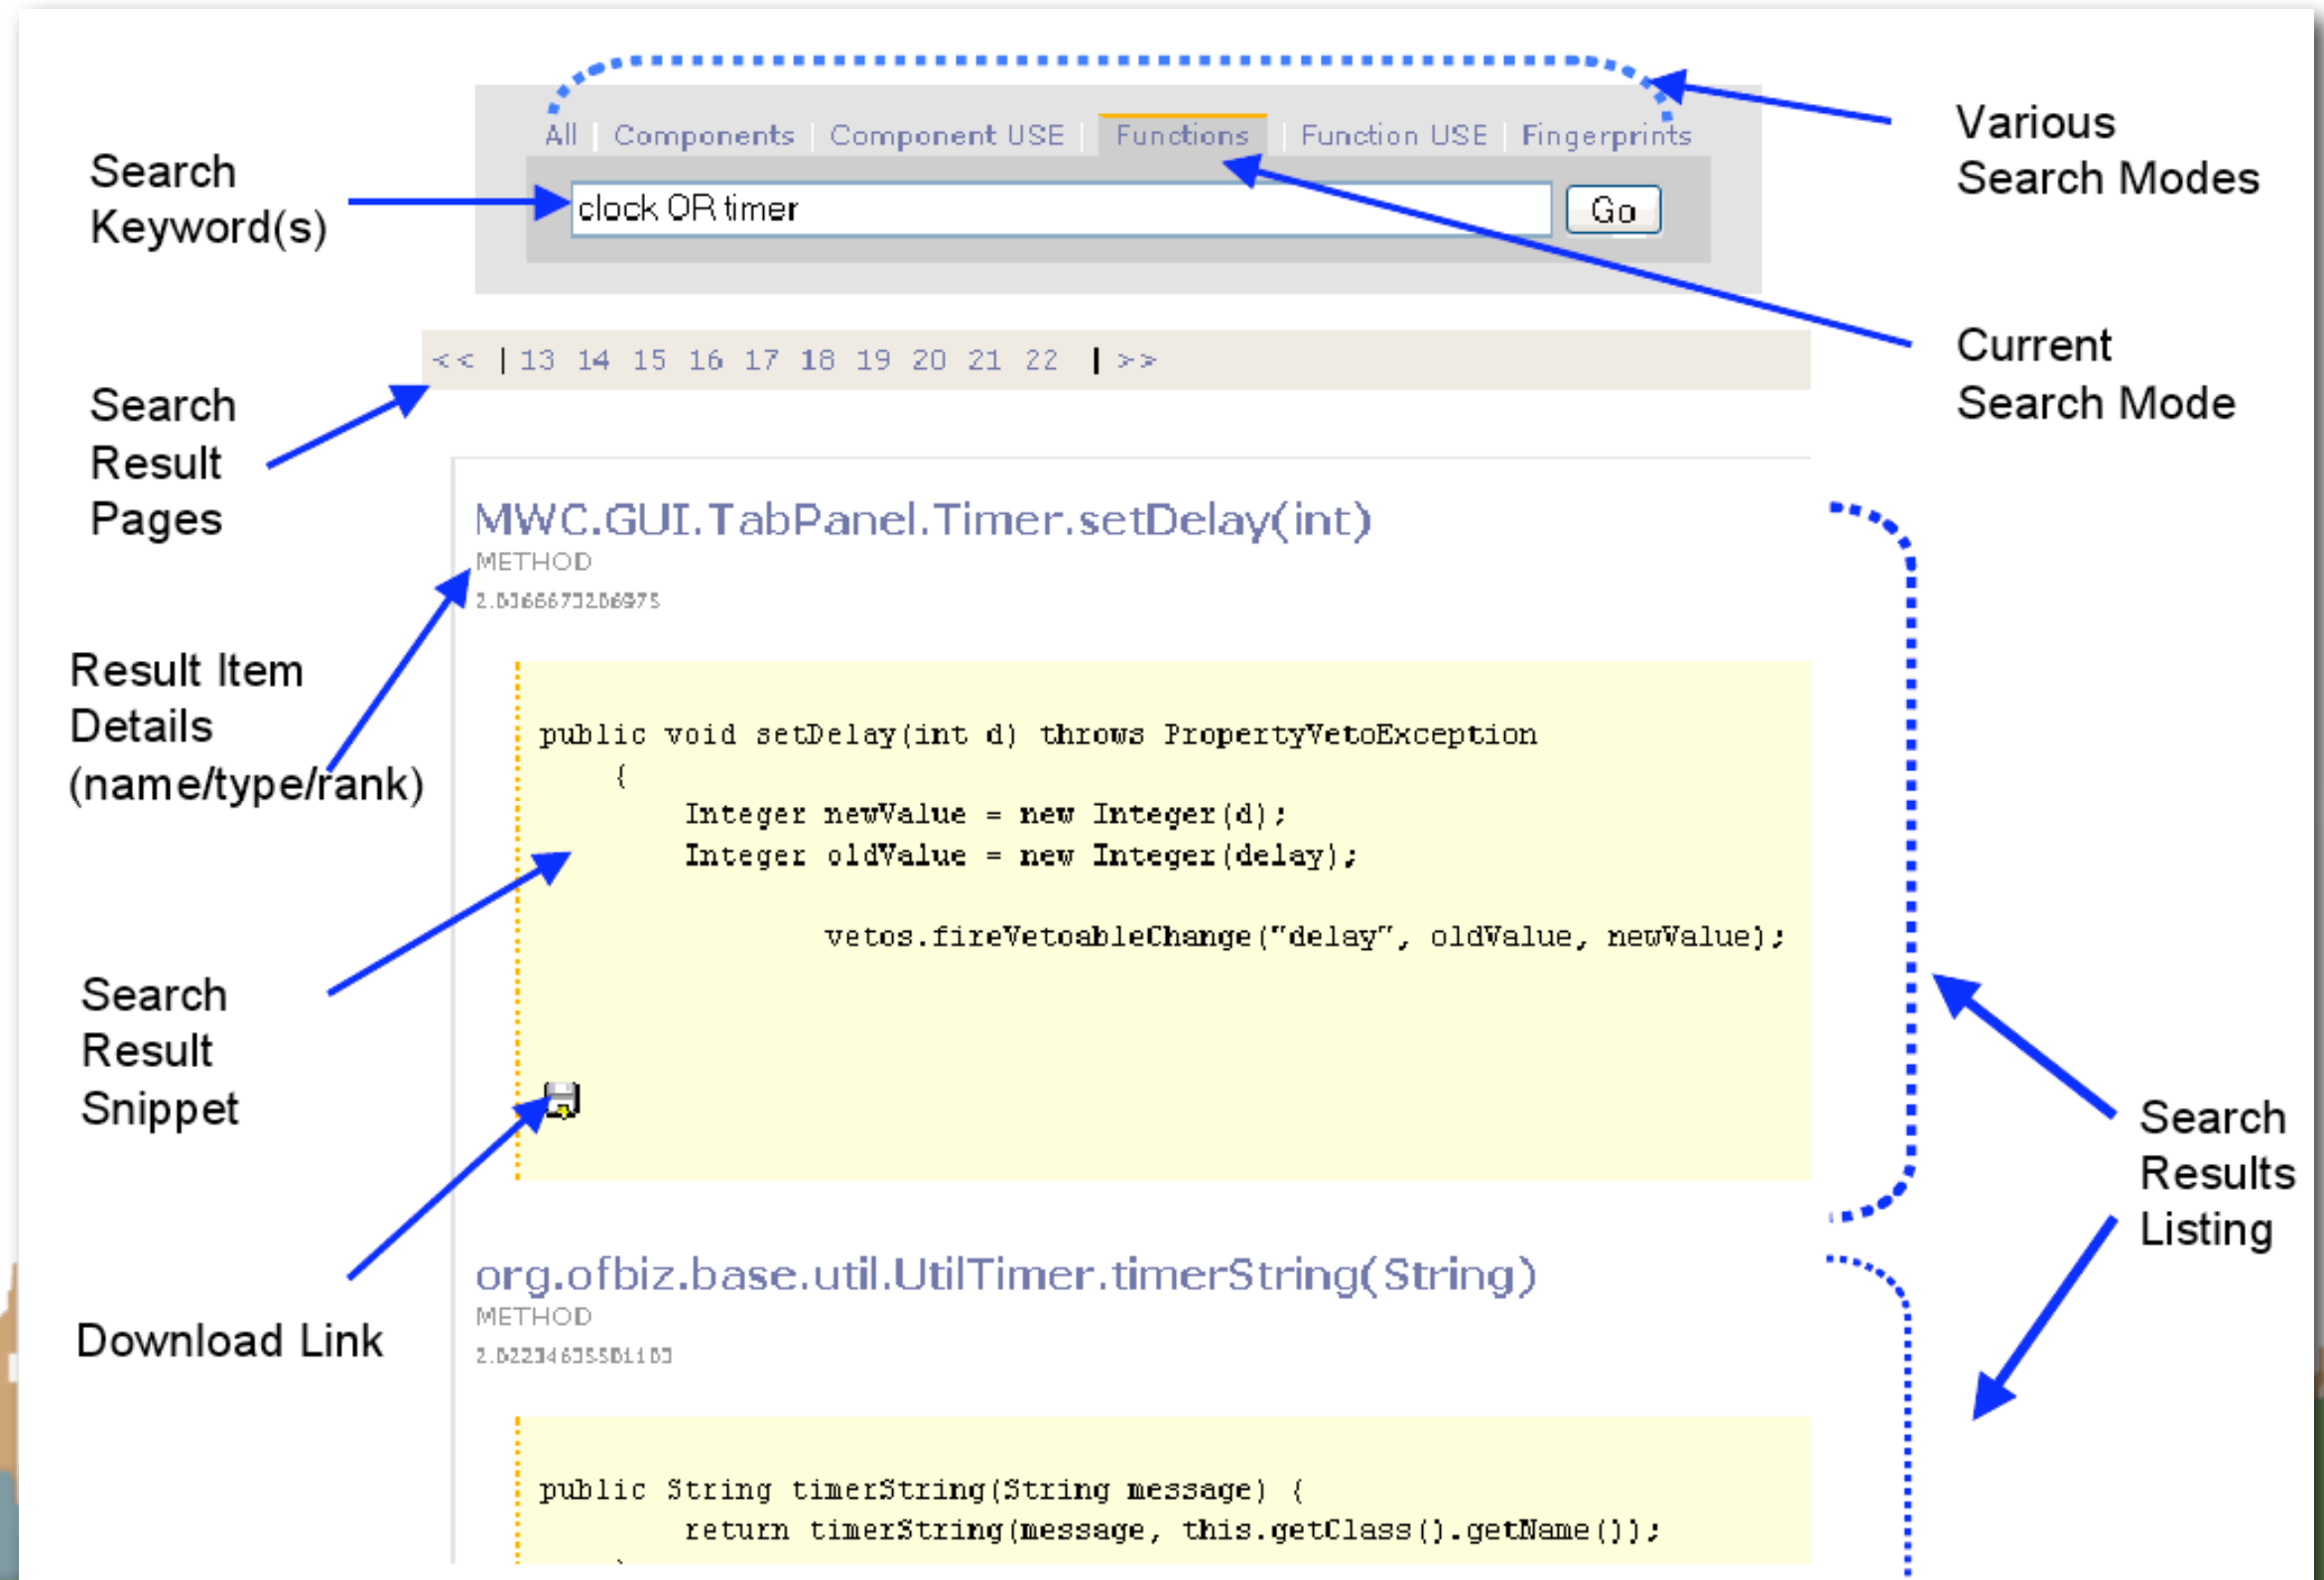 All | Components | Component USE | Functions | Function USE | Fingerprints
Various
Search Modes
Search
Keyword(s)
clock OR timer
Go
Current
Search Mode
<< | 13 14 15 16 17 18 19 20 21 22 | >>
Search
Result
Pages
MWC.GUI.TabPanel.Timer.setDelay(int)
METHOD
Result Item
Details
(name/type/rank)
public void setDelay(int d) throws PropertyVetoException
{
Integer newValue = new Integer(d);
Integer oldValue = new Integer(delay);
vetos.fireVetoableChange("delay", oldValue, newValue);
Search
Result
Snippet
Search
Results
Listing
Download Link
org.ofbiz.base.util.UtilTimer.timerString(String)
METHOD
public String timerString(String message) {
return timerString(message, this.getClass().getName());